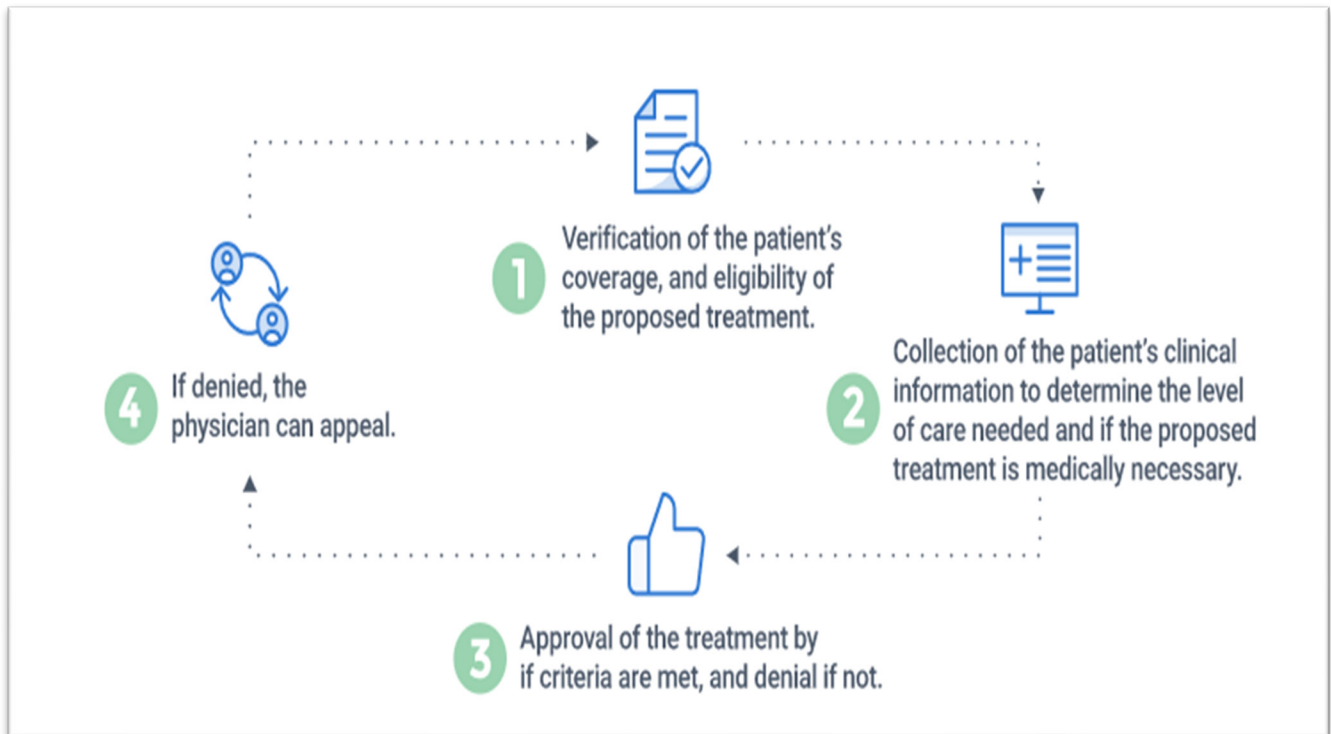 1
Verification of the patient’s
coverage, and eligibility of
the proposed treatment.
2
Collection of the patient’s clinical
information to determine the level
of care needed and if the proposed
treatment is medically necessary.
3
Approval of the treatment by
if criteria are met, and denial if not.
4
If denied, the
physician can appeal.